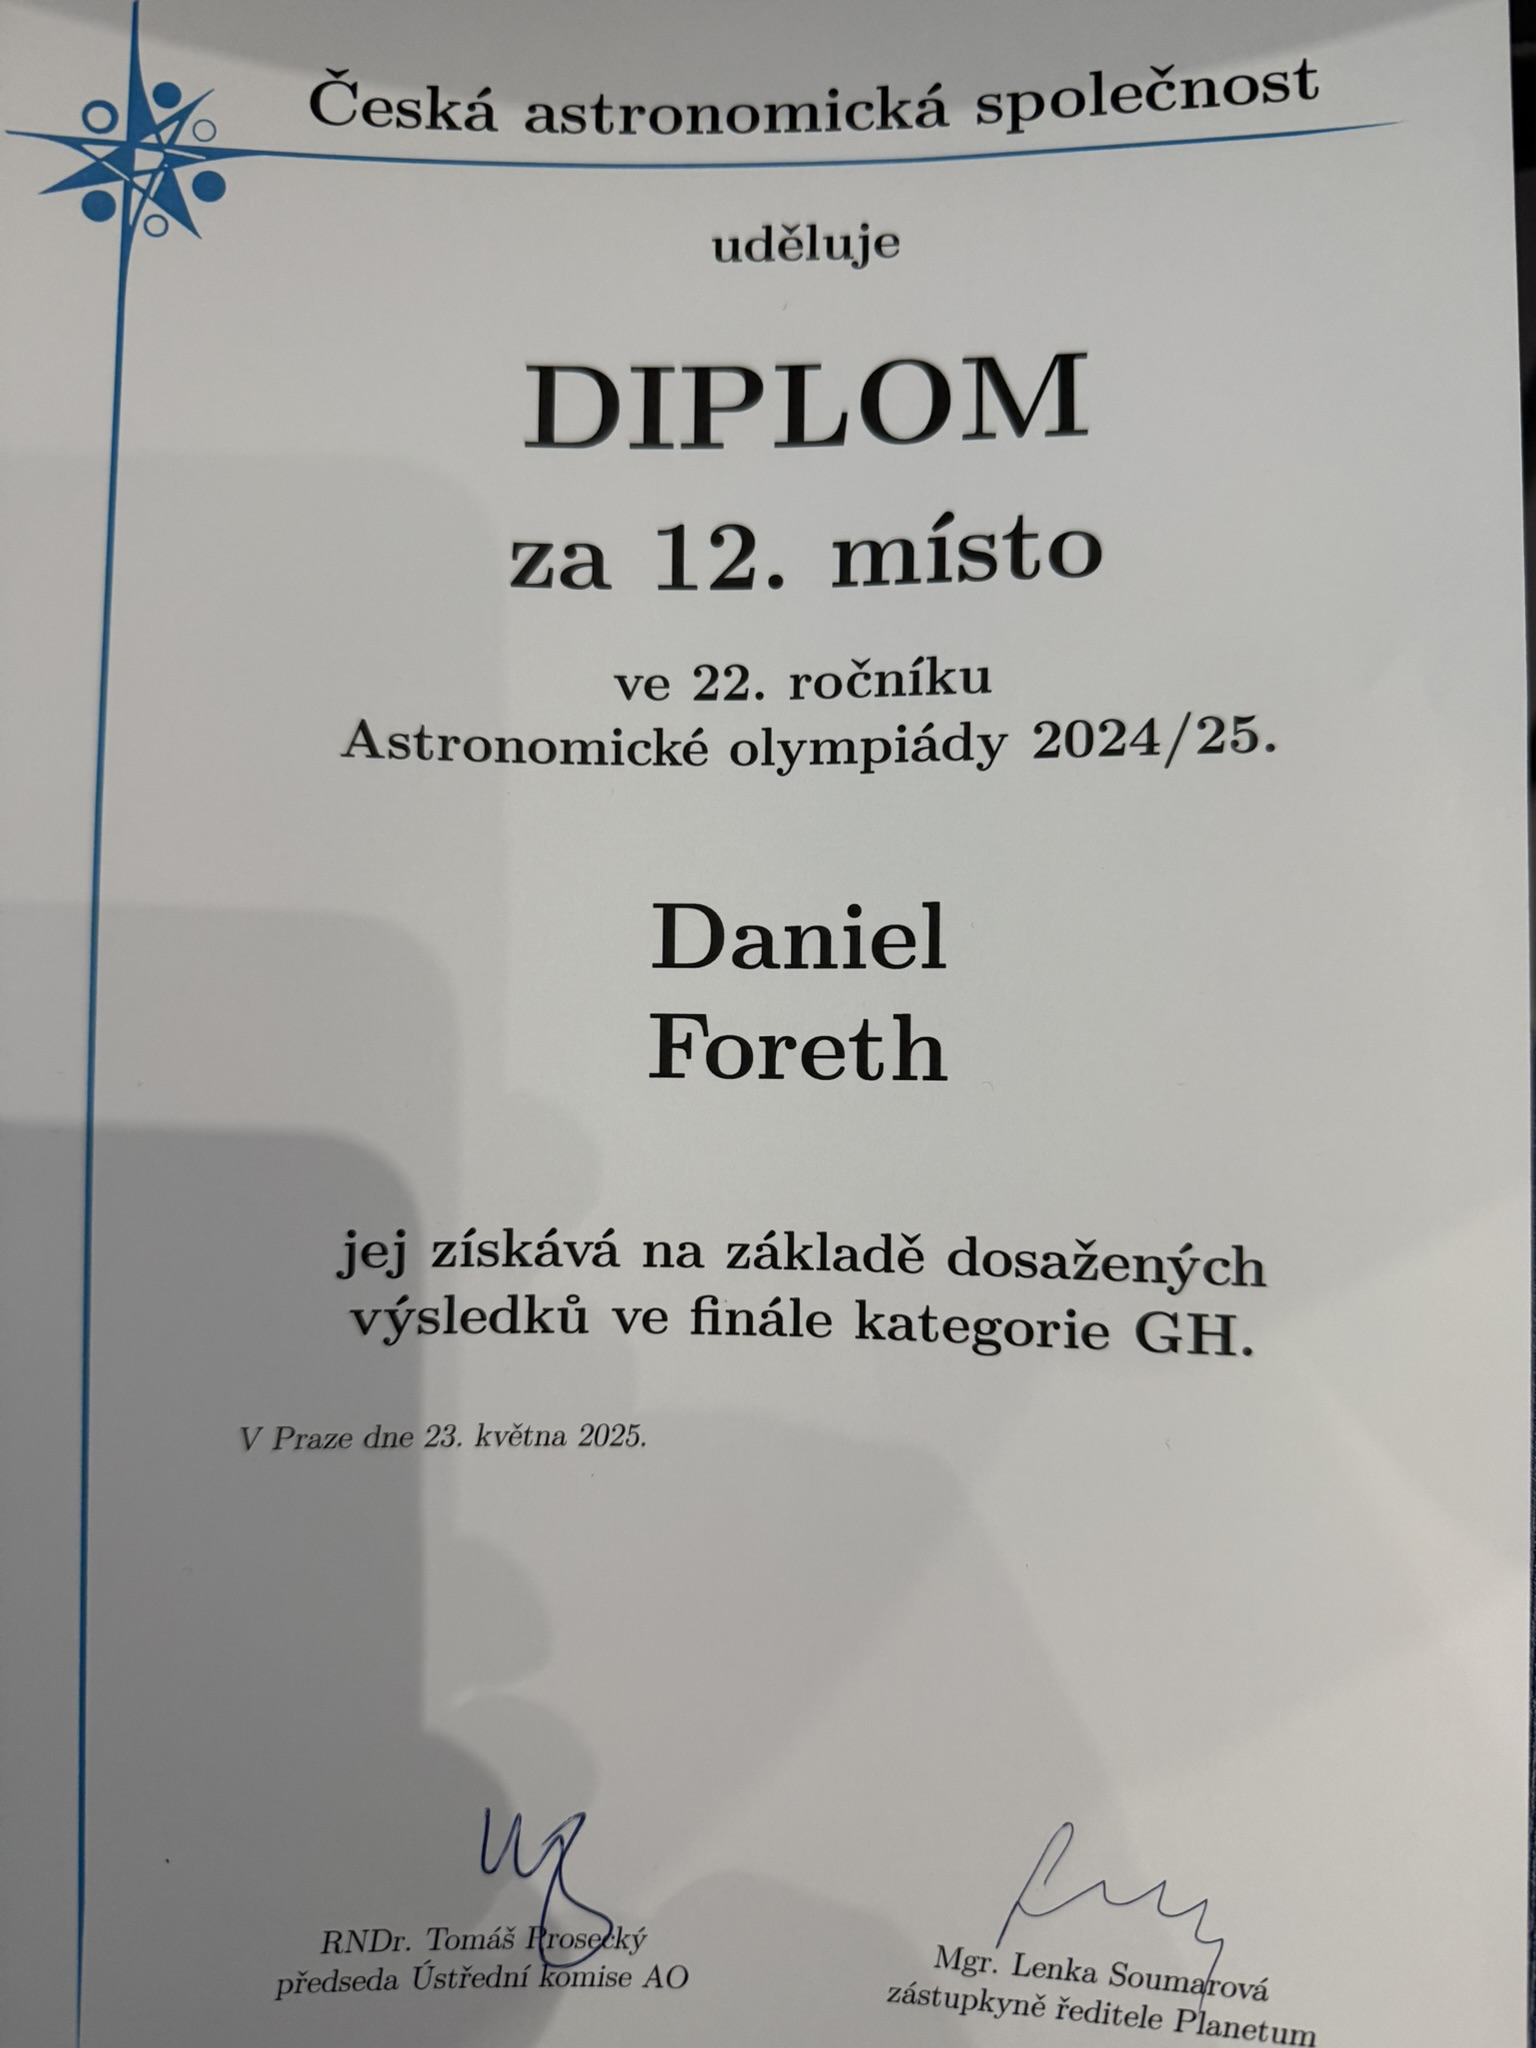 Česká astronomická společnost
uděluje
DIPLOM
za 12. místo
ve 22. ročníku
Astronomické olympiády 2024/25.
Daniel
Foreth
jej získává na základě dosažených
výsledků ve finále kategorie GH.
V Praze dne 23. května 2025.
RNDr. Tomáš Prosecký
předseda Ústřední komise AO
Mgr. Lenka Soumarová
zástupkyně ředitele Planetum